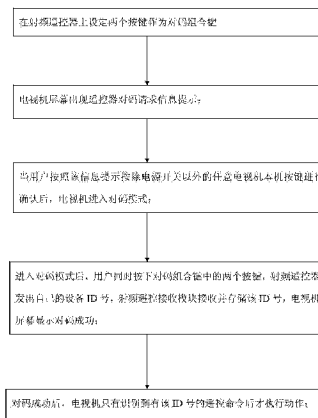 在射频遥控器上设定两个按键作为对码组合键
电视机屏幕出现遥控器对码请求信息提示；
当用户按照该信息提示按除电源开关以外的任意电视机本机按键进行
确认后，电视机进入对码模式；
进入对码模式后，用户同时按下对码组合键中的两个按键，射频遥控器
发出自己的设备 ID 号，射频遥控接收模块接收并存储该 ID 号，电视机
屏幕显示对码成功；
对码成功后，电视机只有识别到有该 ID 号的遥控命令后才执行动作；